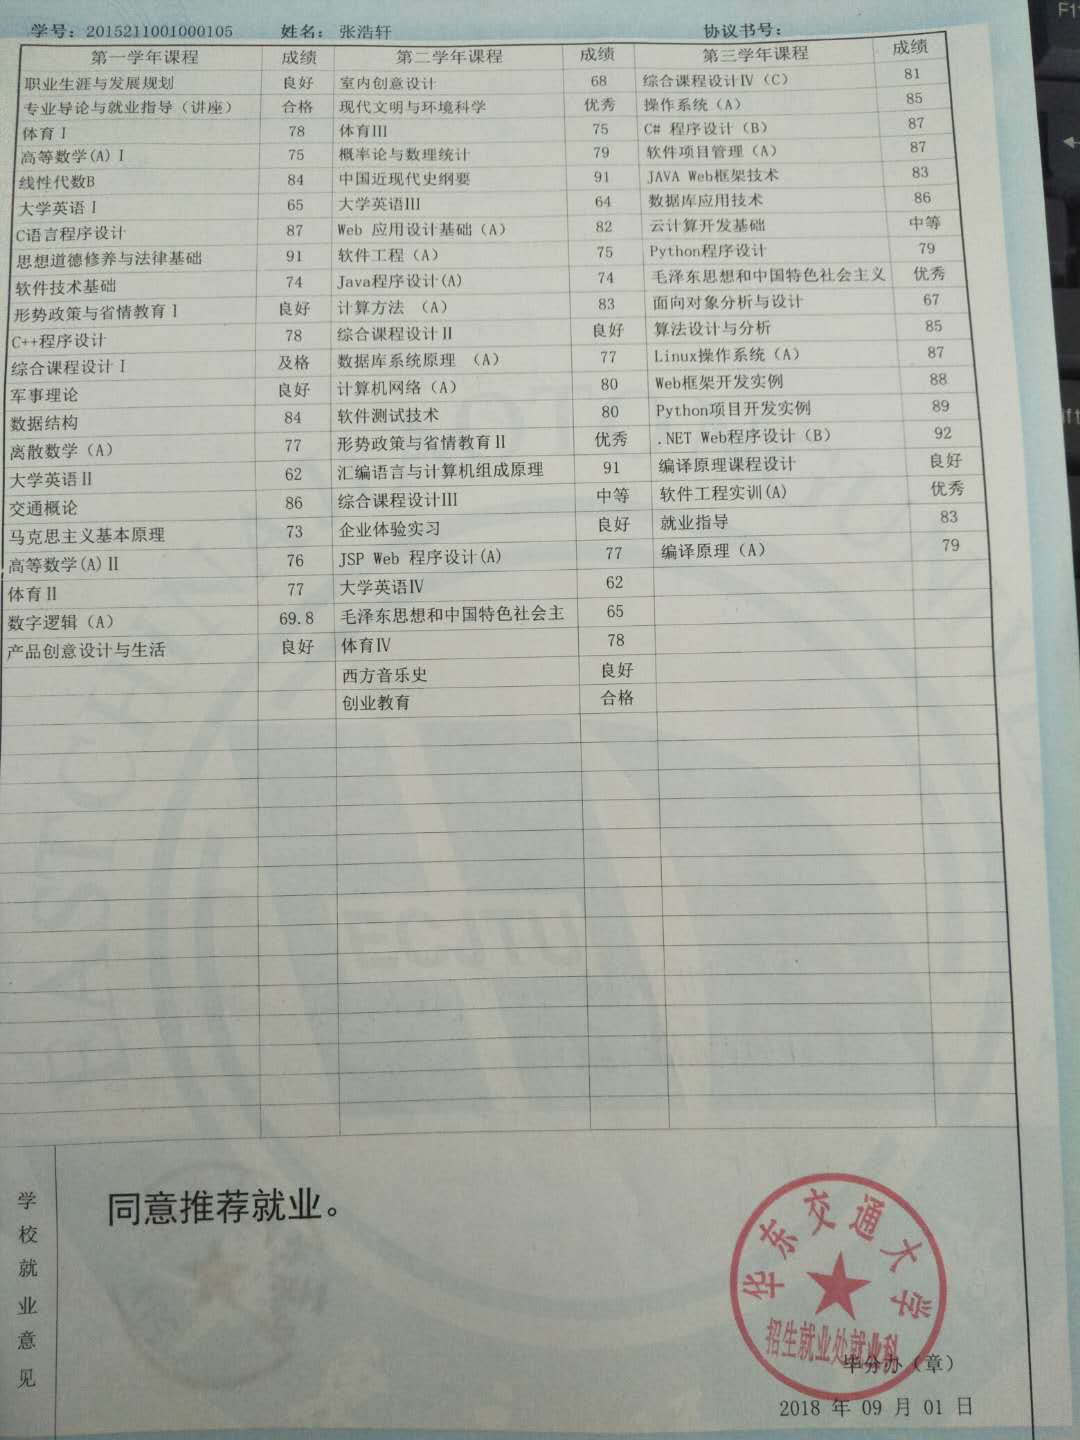 学号：2015211001000105 姓名：张浩轩 协议书号：
第一学年课程 成绩 第二学年课程 成绩 第三学年课程 成绩
职业生涯与发展规划 良好 室内创意设计 68 综合课程设计Ⅳ（C） 81
专业导论与就业指导（讲座） 合格 现代文明与环境科学 优秀 操作系统（A） 85
体育Ⅰ 78 体育Ⅲ 75 C# 程序设计（B） 87
高等数学(A)Ⅰ 75 概率论与数理统计 79 软件项目管理（A） 87
线性代数B 84 中国近现代史纲要 91 JAVA Web框架技术 83
大学英语Ⅰ 65 大学英语Ⅲ 64 数据库应用技术 86
C语言程序设计 87 Web 应用设计基础（A） 82 云计算开发基础 中等
思想道德修养与法律基础 91 软件工程（A） 75 Python程序设计 79
软件技术基础 74 Java程序设计(A) 74 毛泽东思想和中国特色社会主义 优秀
形势政策与省情教育Ⅰ 良好 计算方法 （A） 83 面向对象分析与设计 67
C++程序设计 78 综合课程设计Ⅱ 良好 算法设计与分析 85
综合课程设计Ⅰ 及格 数据库系统原理 （A） 77 Linux操作系统（A） 87
军事理论 良好 计算机网络（A） 80 Web框架开发实例 88
数据结构 84 软件测试技术 80 Python项目开发实例 89
离散数学（A） 77 形势政策与省情教育Ⅱ 优秀 .NET Web程序设计（B） 92
大学英语Ⅱ 62 汇编语言与计算机组成原理 91 编译原理课程设计 良好
交通概论 86 综合课程设计Ⅲ 中等 软件工程实训(A) 优秀
马克思主义基本原理 73 企业体验实习 良好 就业指导 83
高等数学(A)Ⅱ 76 JSP Web 程序设计(A) 77 编译原理（A） 79
体育Ⅱ 77 大学英语Ⅳ 62
数字逻辑（A） 69.8 毛泽东思想和中国特色社会主 65
产品创意设计与生活 良好 体育Ⅳ 78
西方音乐史 良好
创业教育 合格
ECJTU
学校就业意见
同意推荐就业。
华东交通大学
招生就业处就业科
毕分办（章）
2018 年 09 月 01 日
F1